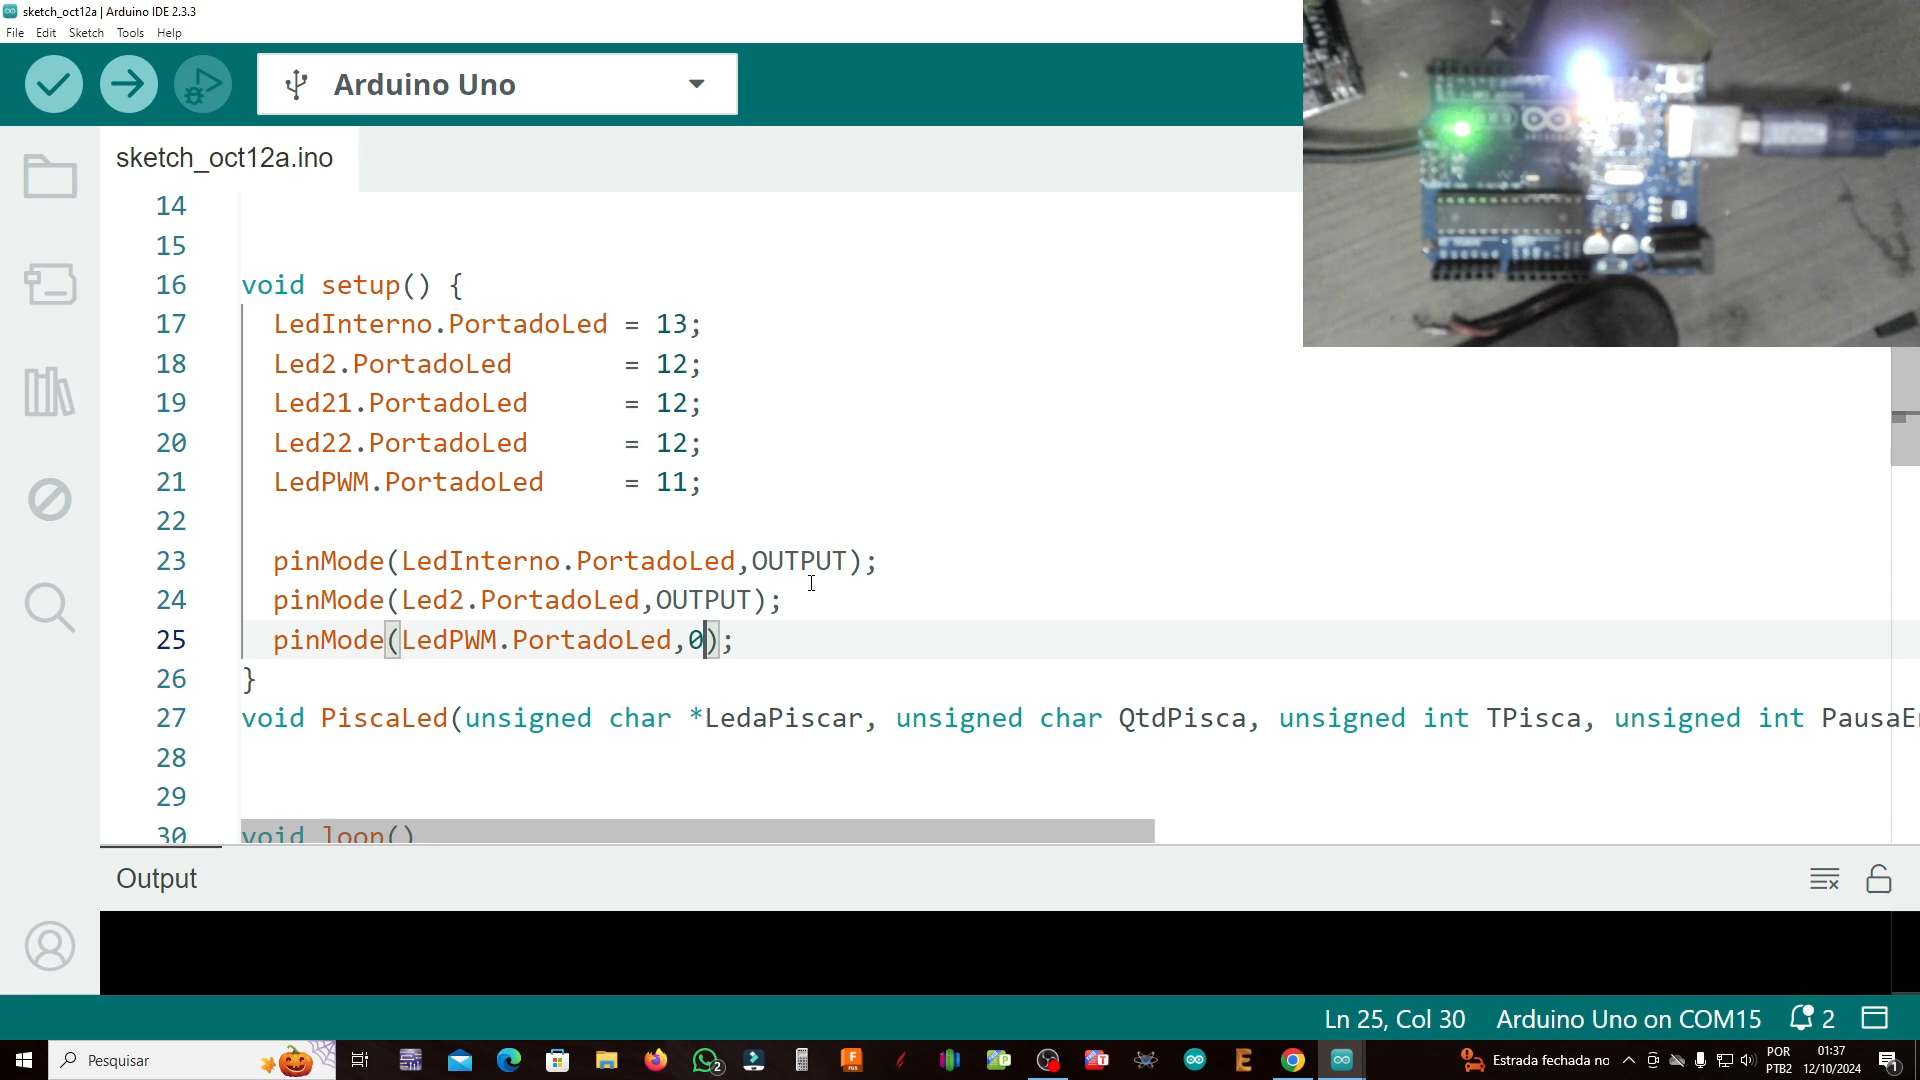 sketch_oct12a | Arduino IDE 2.3.3
File Edit Sketch Tools Help
Arduino Uno
sketch_oct12a.ino
14
15
16 void setup() {
17 LedInterno.PortadoLed = 13;
18 Led2.PortadoLed = 12;
19 Led21.PortadoLed = 12;
20 Led22.PortadoLed = 12;
21 LedPWM.PortadoLed = 11;
22
23 pinMode(LedInterno.PortadoLed,OUTPUT);
24 pinMode(Led2.PortadoLed,OUTPUT);
25 pinMode(LedPWM.PortadoLed,0);
26 }
27 void PiscaLed(unsigned char *LedaPiscar, unsigned char QtdPisca, unsigned int TPisca, unsigned int
28
29
30 void loop()
Output
Ln 25, Col 30 Arduino Uno on COM15 2
Pesquisar
Estrada fechada no
POR
PTB2
01:37
12/10/2024